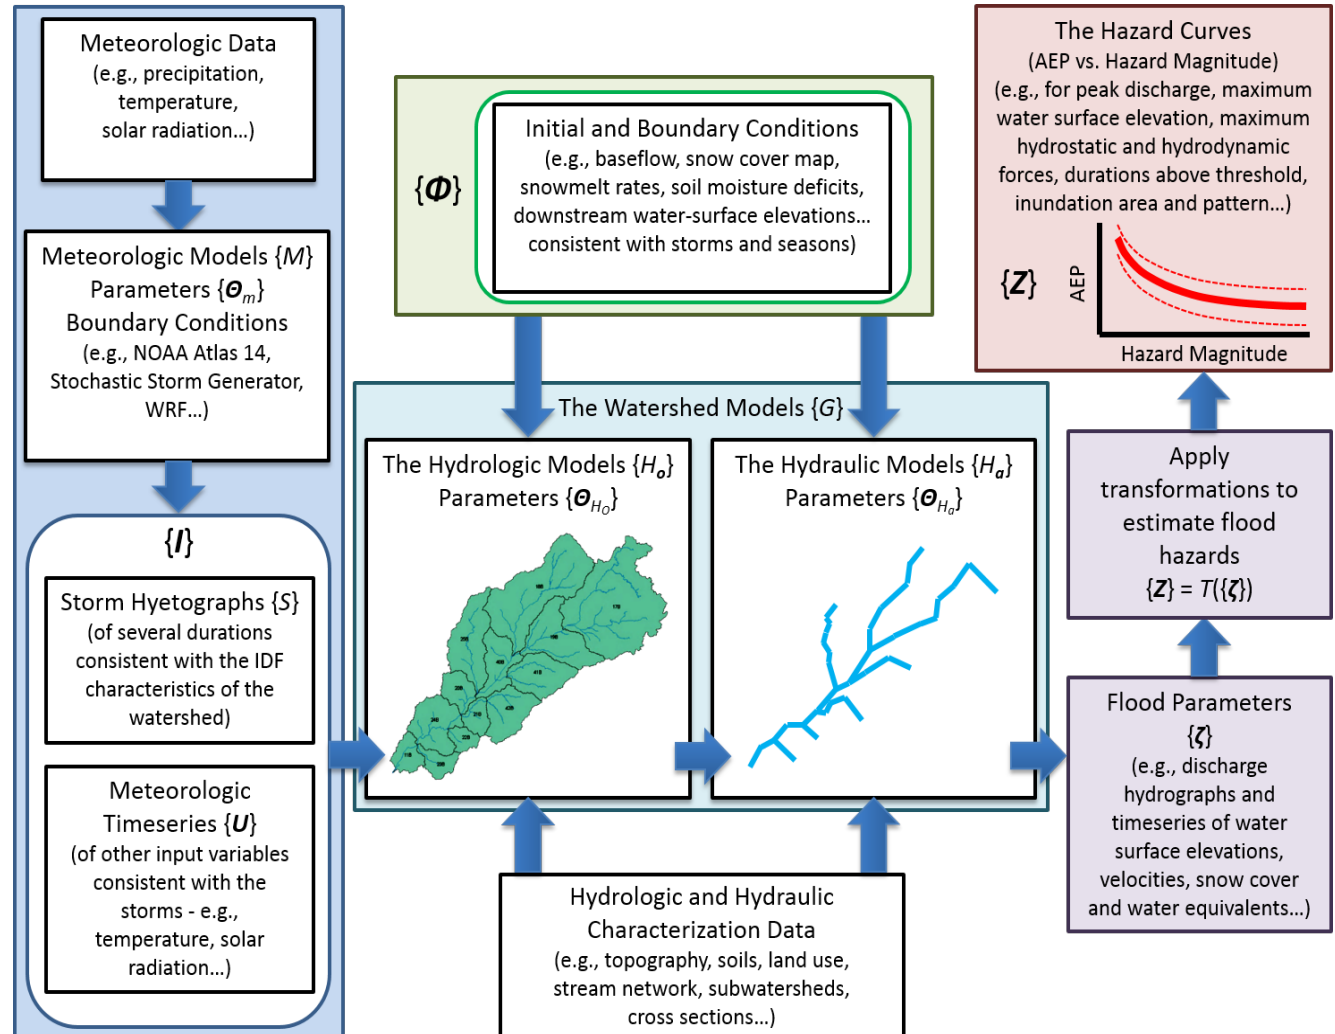 Meteorologic Data
(e.g., precipitation,
temperature,
solar radiation...)
Meteorologic Models {M}
Parameters {Θm}
Boundary Conditions
(e.g., NOAA Atlas 14,
Stochastic Storm Generator,
WRF...)
{I}
Storm Hyetographs {S}
(of several durations
consistent with the IDF
characteristics of the
watershed)
Meteorologic
Timeseries {U}
(of other input variables
consistent with the
storms - e.g.,
temperature, solar
radiation...)
{Φ}
Initial and Boundary Conditions
(e.g., baseflow, snow cover map,
snowmelt rates, soil moisture deficits,
downstream water-surface elevations...
consistent with storms and seasons)
The Watershed Models {G}
The Hydrologic Models {Ho}
Parameters {ΘHO}
The Hydraulic Models {Ha}
Parameters {ΘHa}
Hydrologic and Hydraulic
Characterization Data
(e.g., topography, soils, land use,
stream network, subwatersheds,
cross sections...)
Flood Parameters
{ζ}
(e.g., discharge
hydrographs and
timeseries of water
surface elevations,
velocities, snow cover
and water equivalents...)
Apply
transformations to
estimate flood
hazards
{Z} = T({ζ})
The Hazard Curves
(AEP vs. Hazard Magnitude)
(e.g., for peak discharge, maximum
water surface elevation, maximum
hydrostatic and hydrodynamic
forces, durations above threshold,
inundation area and pattern...)
{Z}
AEP
Hazard Magnitude